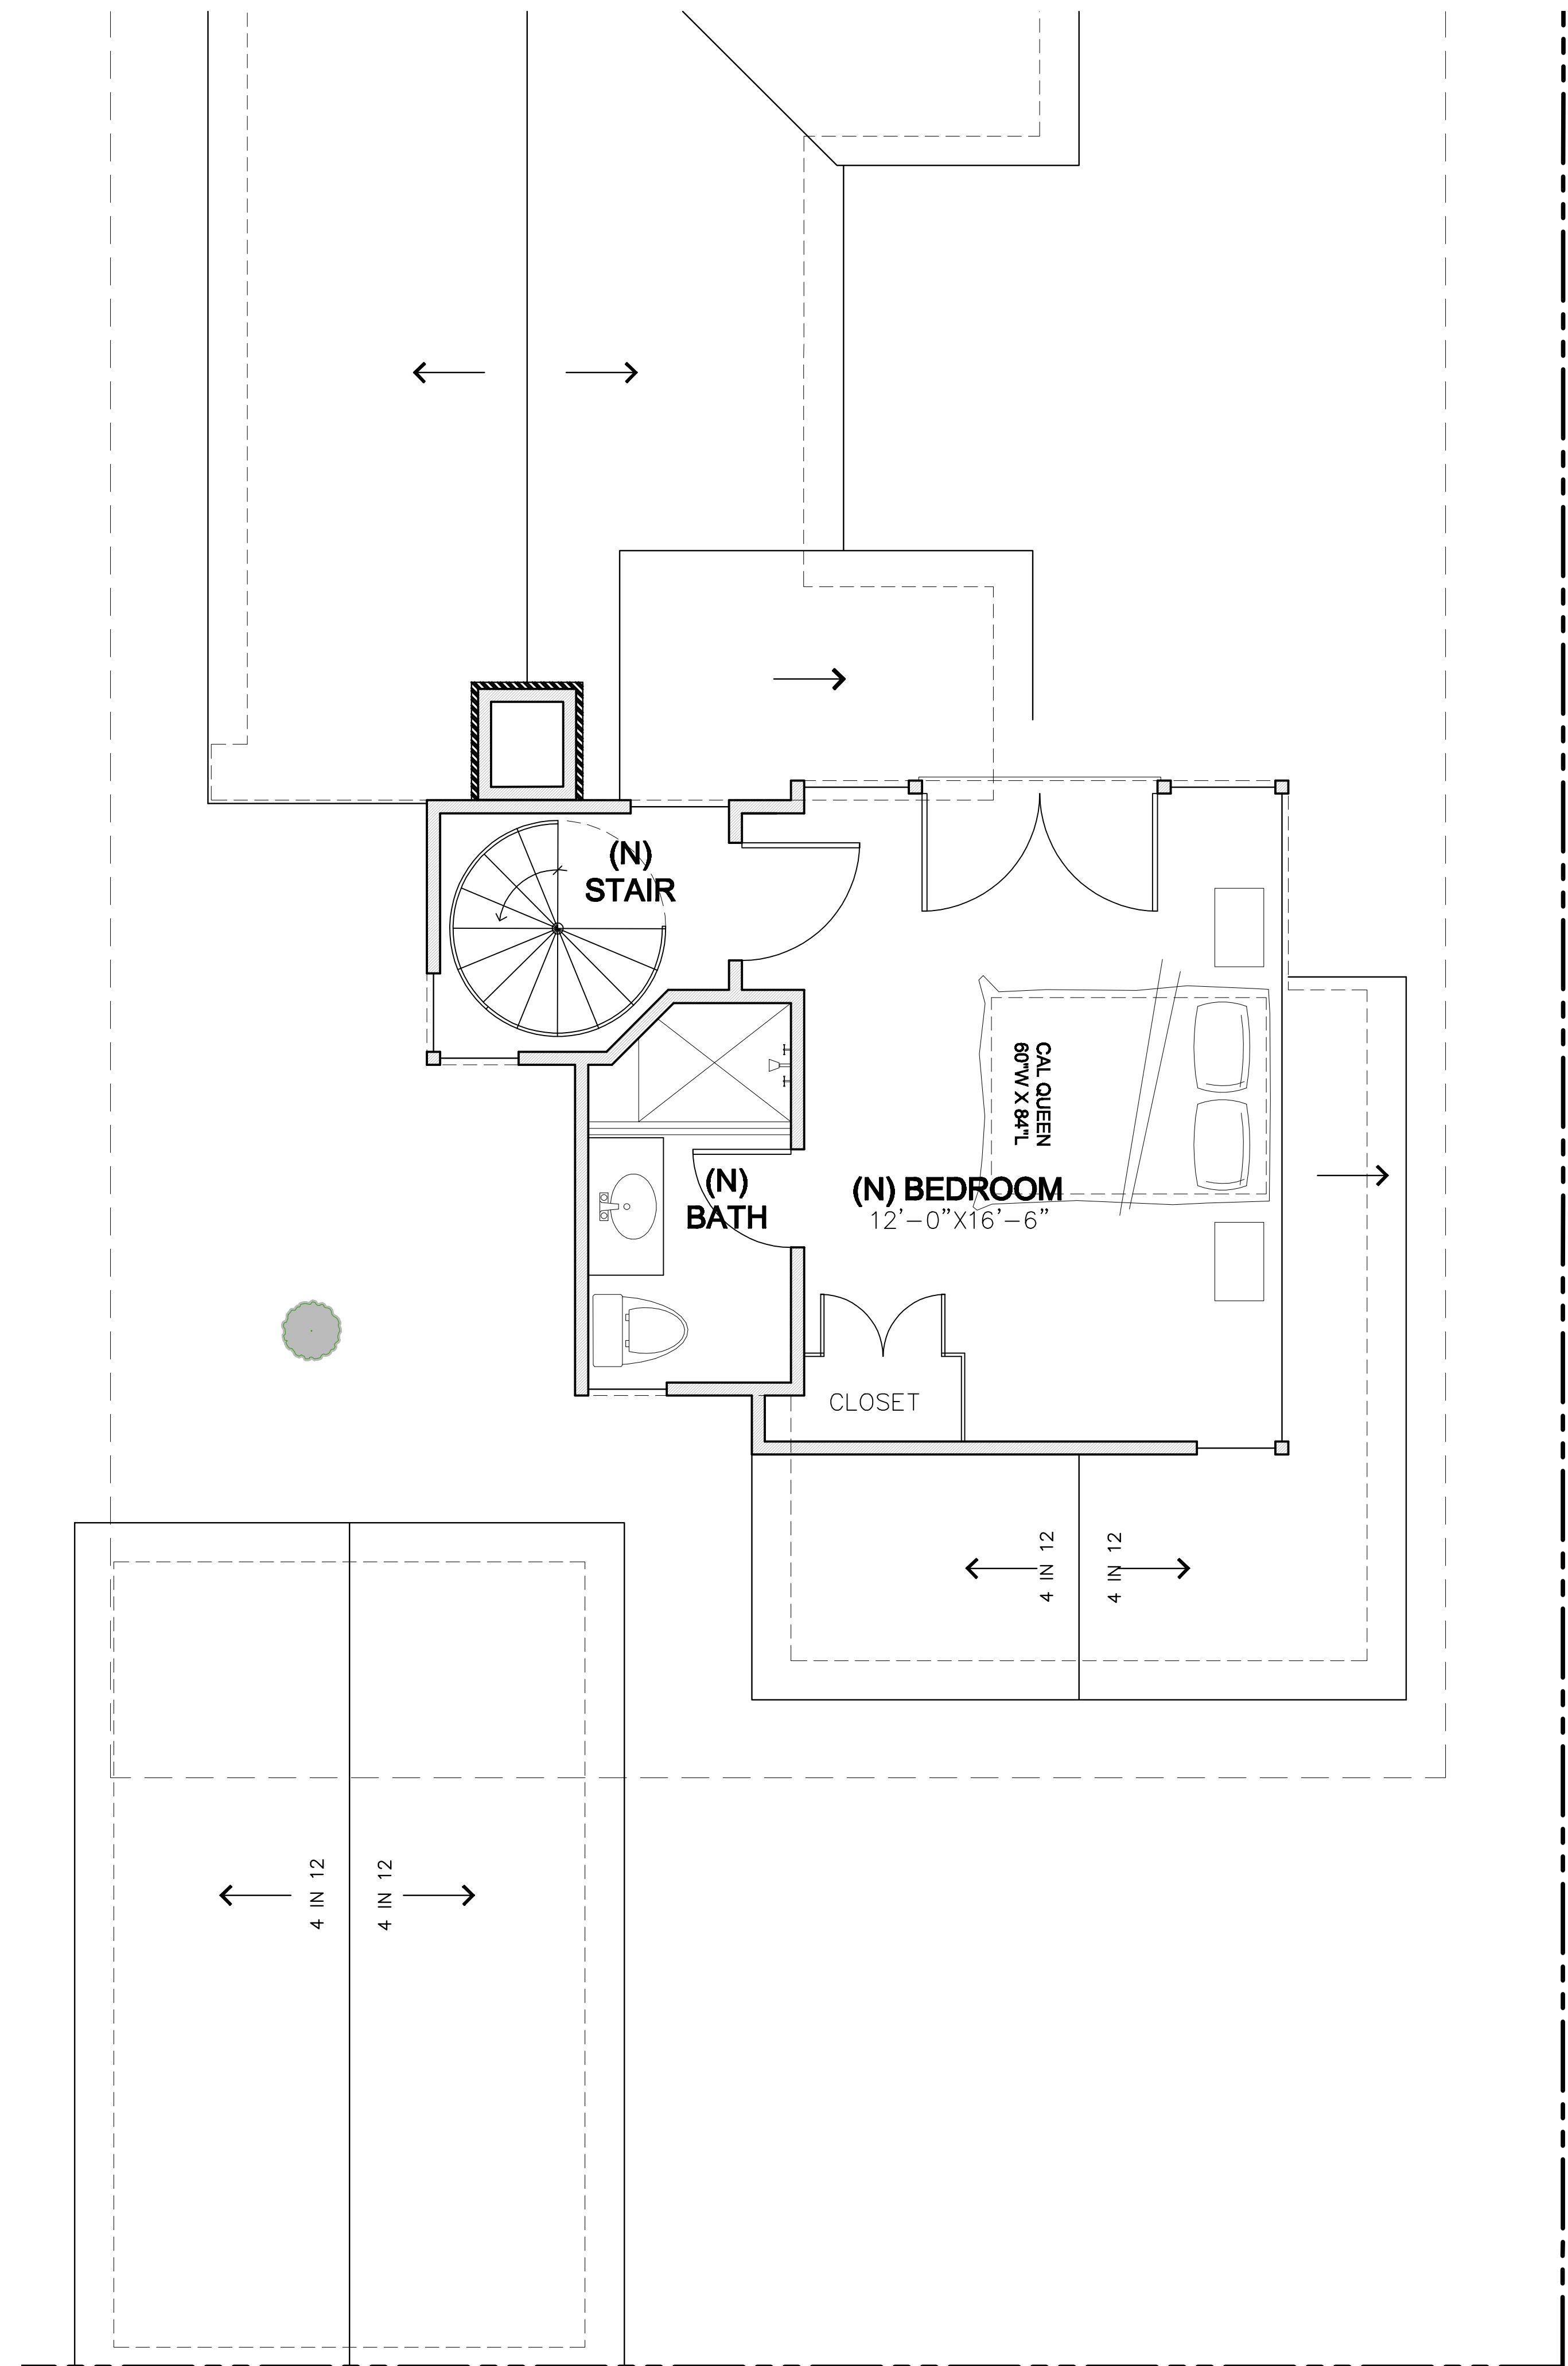 (N)
STAIR
CAL QUEEN
60"W X 84"L
(N)
BATH
(N) BEDROOM
12'-0"X16'-6"
CLOSET
4 IN 12
4 IN 12
4 IN 12
4 IN 12